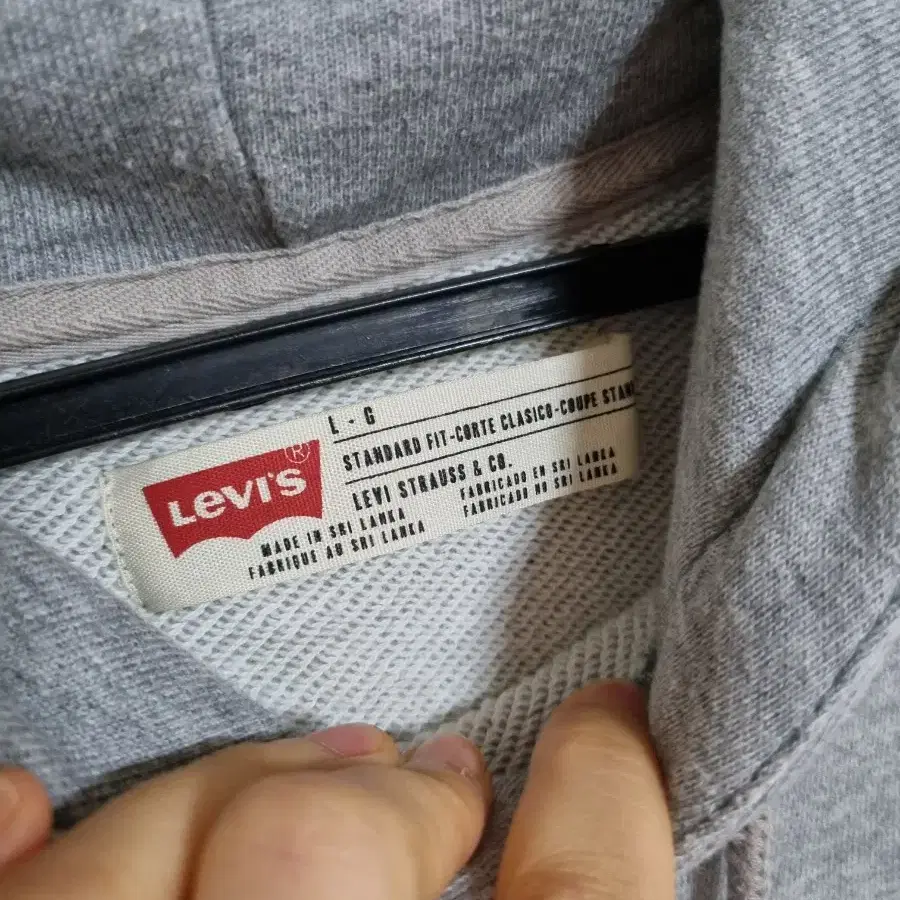 L - G
STANDARD FIT-CORTE CLASICO-COUPE
LEVI STRAUSS & CO.
LEVI'S ®
MADE IN SRI LANKA
FABRIQUE AU SRI LANKA
FABRICADO EN SRI LANKA
FABRICADO NO SRI LANKA